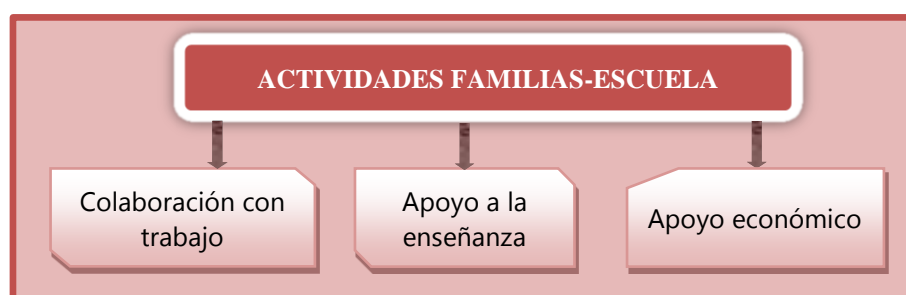 ACTIVIDADES FAMILIAS-ESCUELA
Colaboración con
trabajo
Apoyo a la
enseñanza
Apoyo económico